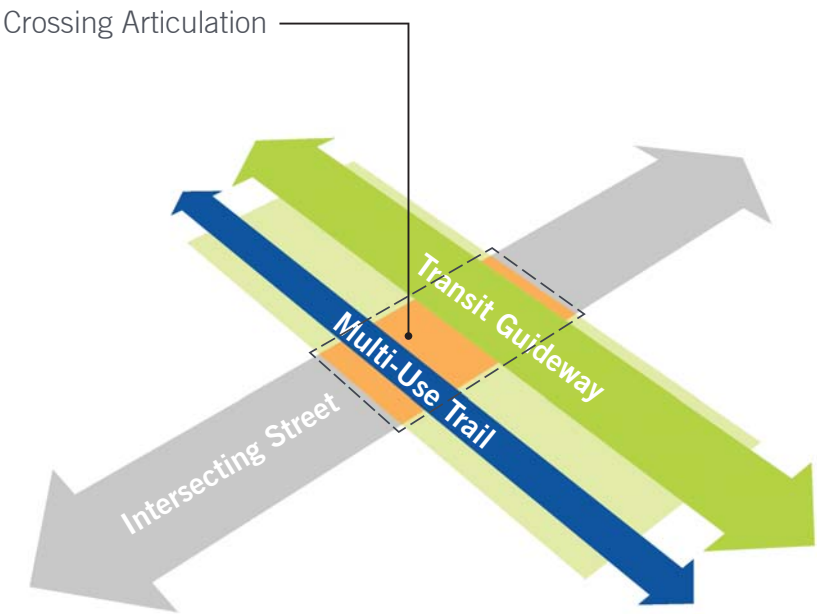 Crossing Articulation
Transit Guideway
Multi-Use Trail
Intersecting Street